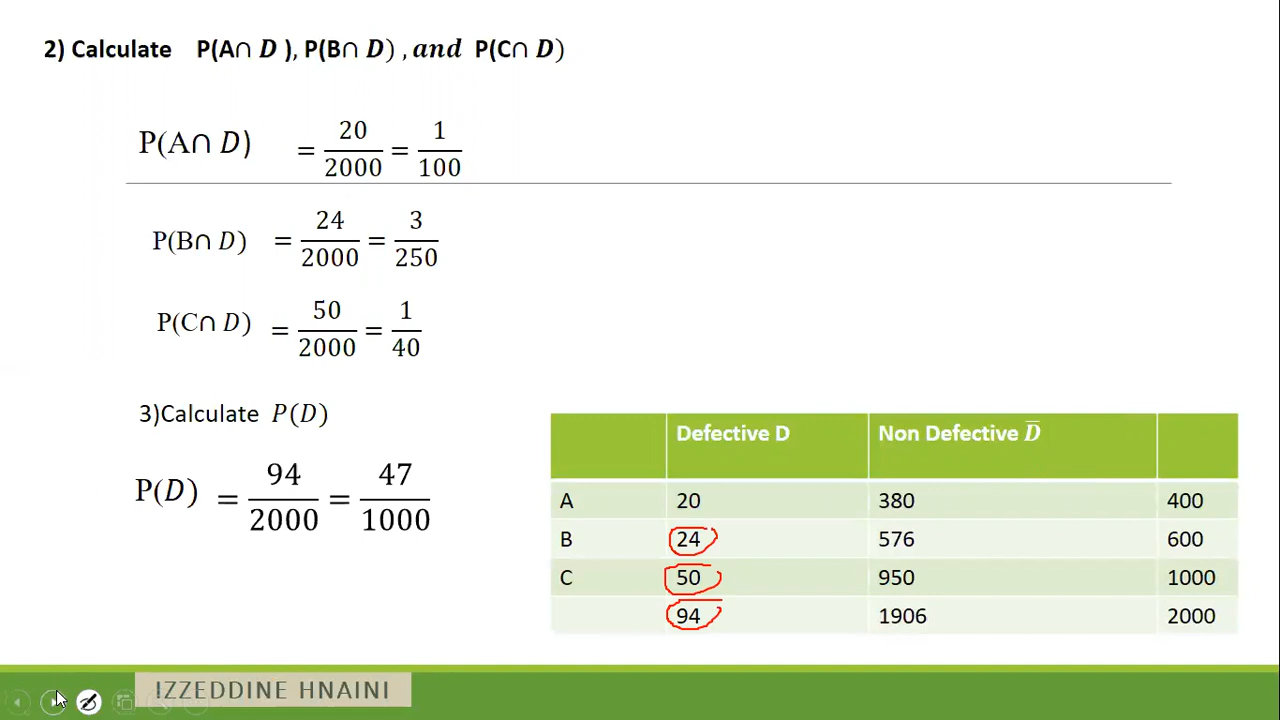 2) Calculate P(A∩ D ), P(B∩ D) , and P(C∩ D)
P(A∩ D) = 20/2000 = 1/100
P(B∩ D) = 24/2000 = 3/250
P(C∩ D) = 50/2000 = 1/40
3)Calculate P(D)
P(D) = 94/2000 = 47/1000
Defective D Non Defective D̅
A 20 380 400
B 24 576 600
C 50 950 1000
94 1906 2000
IZZEDDINE HNAINI